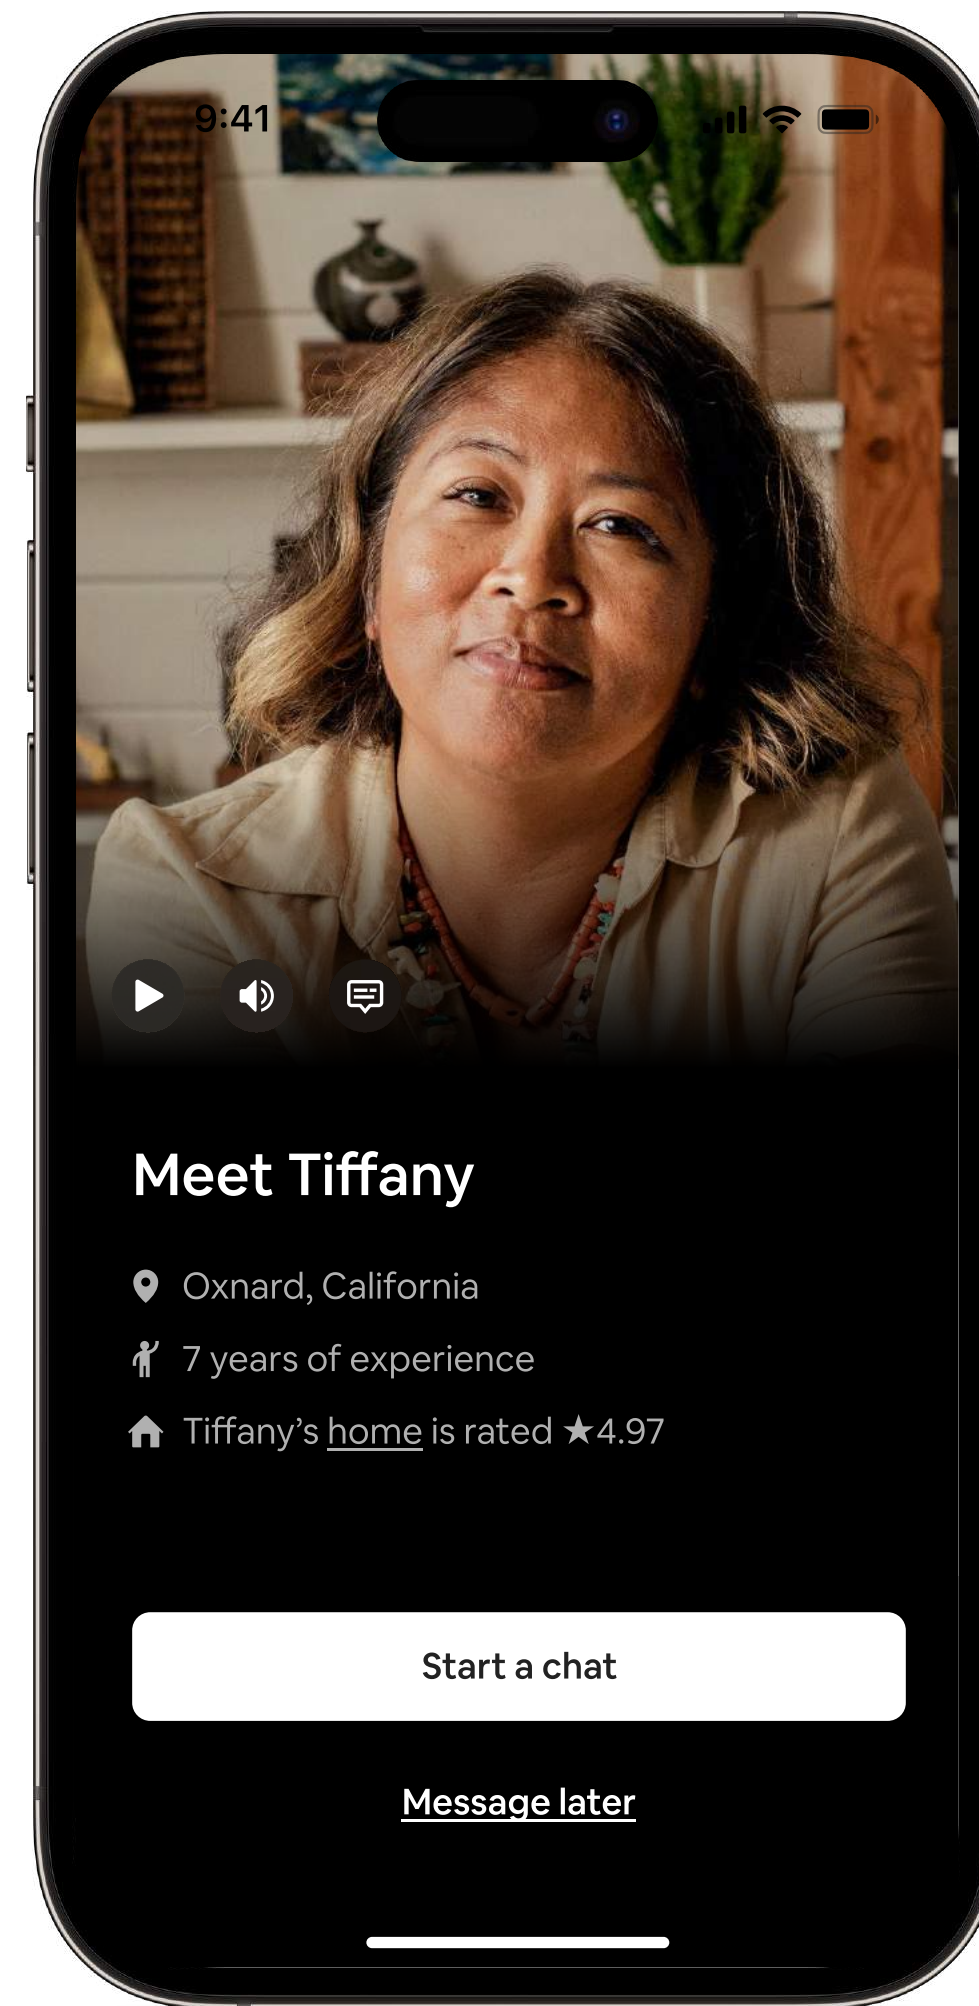 9:41
Meet Tiffany
Oxnard, California
7 years of experience
Tiffany’s home is rated ★4.97
Start a chat
Message later